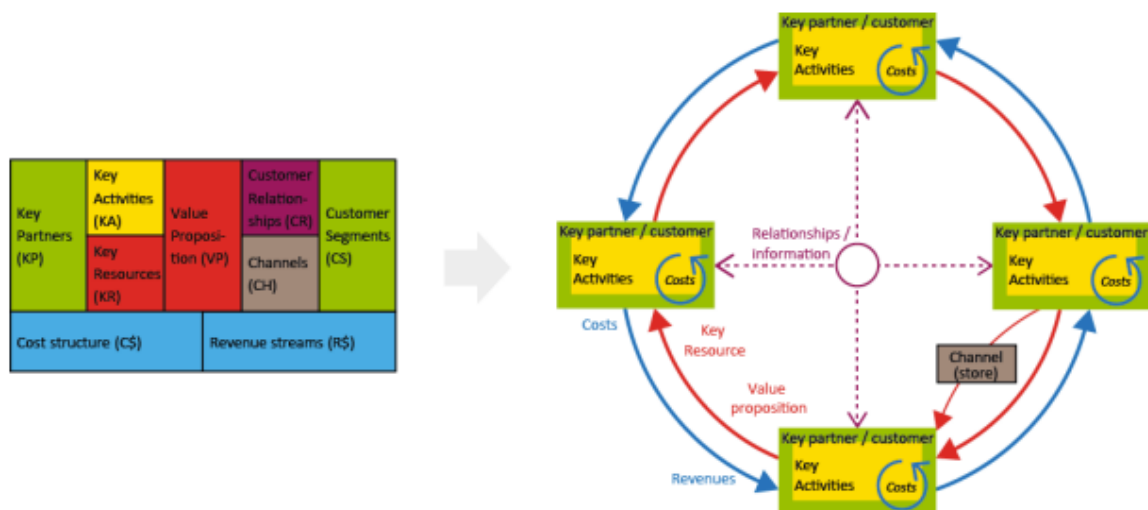 Key
Partners
(KP)
Key
Activities
(KA)
Key
Resources
(KR)
Value
Proposi-
tion (VP)
Customer
Relation-
ships (CR)
Channels
(CH)
Customer
Segments
(CS)
Cost structure (C$)
Revenue streams (R$)
Key partner / customer
Key
Activities
Costs
Key partner / customer
Key
Activities
Costs
Relationships /
information
Key partner / customer
Key
Activities
Costs
Costs
Key
Resource
Value
proposition
Revenues
Channel
(store)
Key partner / customer
Key
Activities
Costs